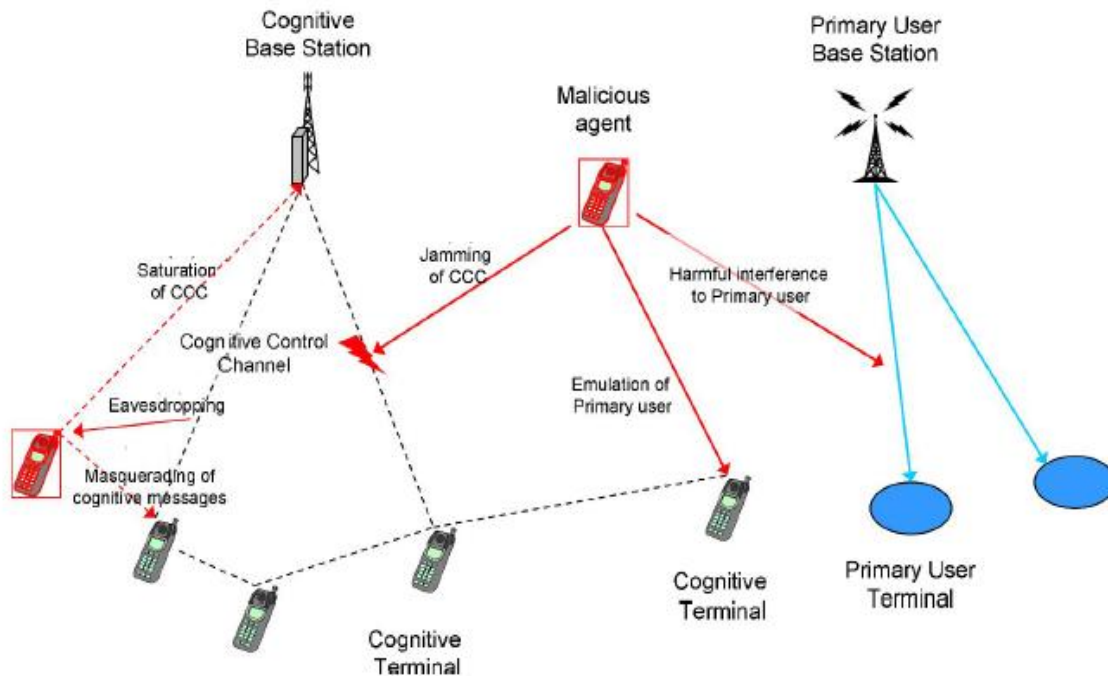 Cognitive
Base Station
Primary User
Base Station
Malicious
agent
Saturation
of CCC
Jamming
of CCC
Harmful interference
to Primary user
Cognitive Control
Channel
Emulation of
Primary user
Eavesdropping
Masquerading of
cognitive messages
Cognitive
Terminal
Cognitive
Terminal
Primary User
Terminal